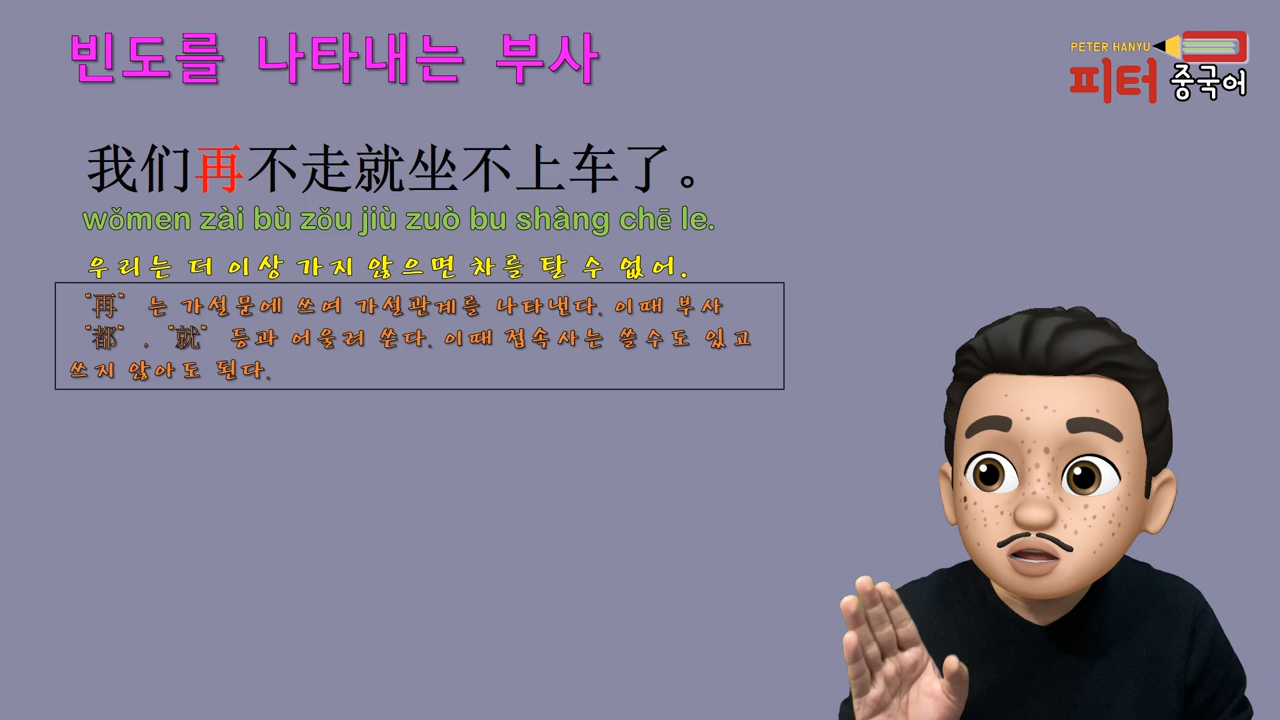 빈도를 나타내는 부사
PETER HANYU
피터 중국어
我们再不走就坐不上车了。
wǒmen zài bù zǒu jiù zuò bu shàng chē le.
우리는 더 이상 가지 않으면 차를 탈 수 없어.
"再" 는 가설문에 쓰여 가설관계를 나타낸다. 이때 부사
"都" . "就" 등과 어울려 쓴다. 이때 접속사는 쓸수도 있고
쓰지 않아도 된다.